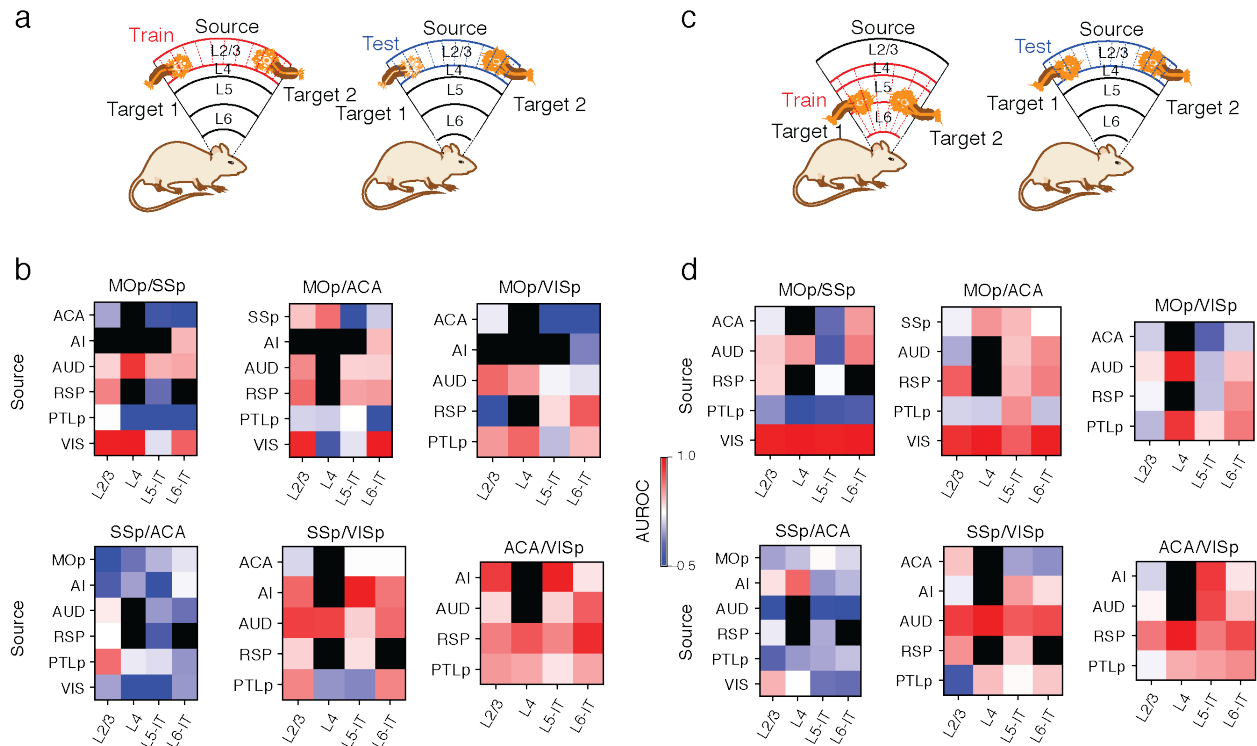 a
Train
Source
L2/3
L4
L5
L6
Target 1
Target 2
Test
Source
L2/3
L4
L5
L6
Target 1
Target 2
c
Source
L2/3
L4
L5
L6
Train
Target 1
Target 2
Test
Source
L2/3
L4
L5
L6
Target 1
Target 2
b
Source
MOp/SSp
ACA
AI
AUD
RSP
PTLp
VIS
L2/3 L4 L5-IT L6-IT
MOp/ACA
SSp
AI
AUD
RSP
PTLp
VIS
L2/3 L4 L5-IT L6-IT
MOp/VISp
ACA
AI
AUD
RSP
PTLp
L2/3 L4 L5-IT L6-IT
Source
SSp/ACA
MOp
AI
AUD
RSP
PTLp
VIS
L2/3 L4 L5-IT L6-IT
SSp/VISp
ACA
AI
AUD
RSP
PTLp
L2/3 L4 L5-IT L6-IT
ACA/VISp
AI
AUD
RSP
PTLp
L2/3 L4 L5-IT L6-IT
AUROC
1.0
0.5
d
Source
MOp/SSp
ACA
AUD
RSP
PTLp
VIS
L2/3 L4 L5-IT L6-IT
MOp/ACA
SSp
AUD
RSP
PTLp
VIS
L2/3 L4 L5-IT L6-IT
MOp/VISp
ACA
AUD
RSP
PTLp
L2/3 L4 L5-IT L6-IT
Source
SSp/ACA
MOp
AI
AUD
RSP
PTLp
VIS
L2/3 L4 L5-IT L6-IT
SSp/VISp
ACA
AI
AUD
RSP
PTLp
L2/3 L4 L5-IT L6-IT
ACA/VISp
AI
AUD
RSP
PTLp
L2/3 L4 L5-IT L6-IT